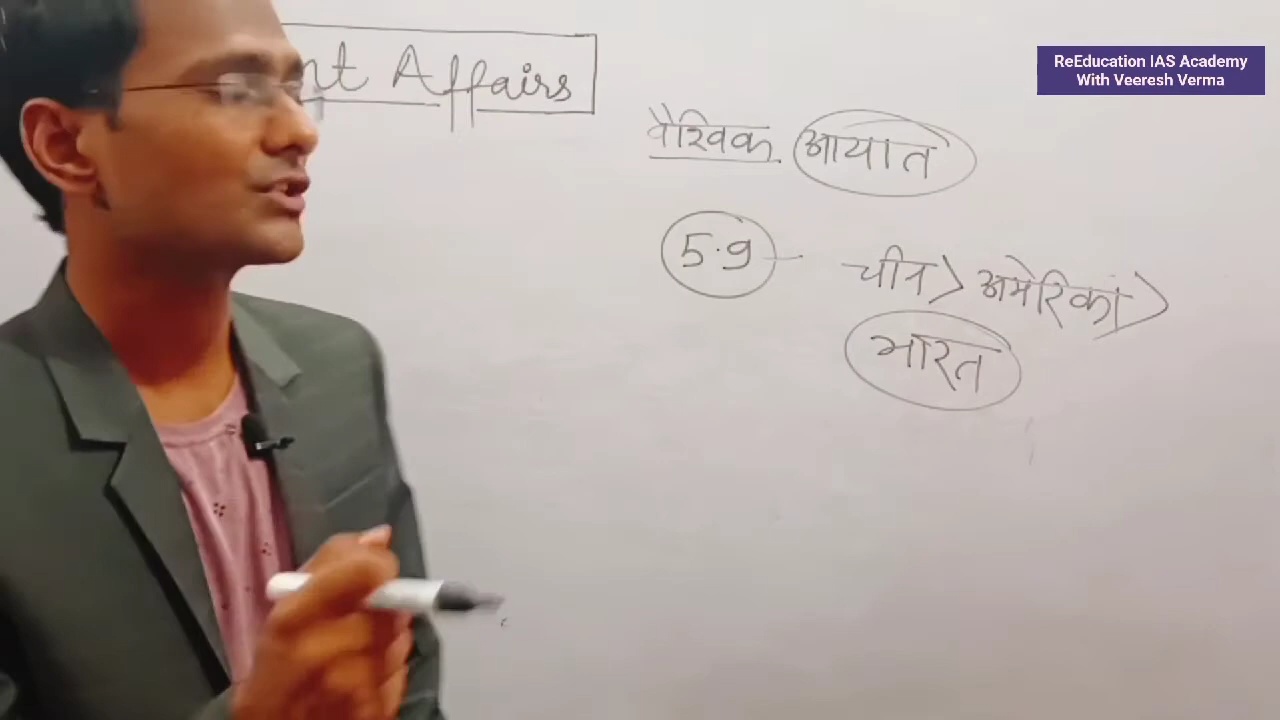 nt Affairs
ReEducation IAS Academy
With Veeresh Verma
वैश्विक आयात
5.9 - चीन > अमेरिका >
भारत